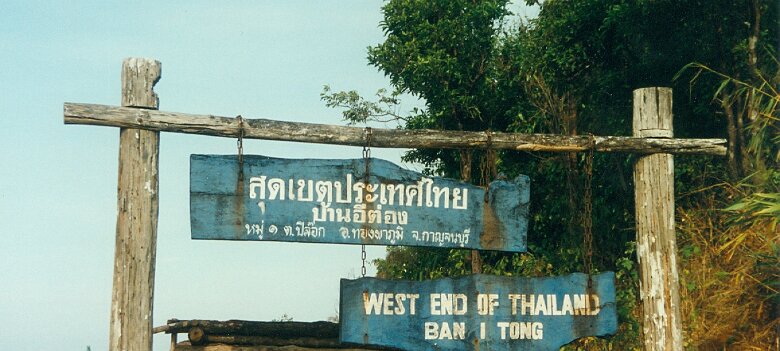 สุดเขตประเทศไทย
บ้านอีต่อง
หมู่ ๑ ต.ปิล๊อก อ.ทองผาภูมิ จ.กาญจนบุรี
WEST END OF THAILAND
BAN I TONG